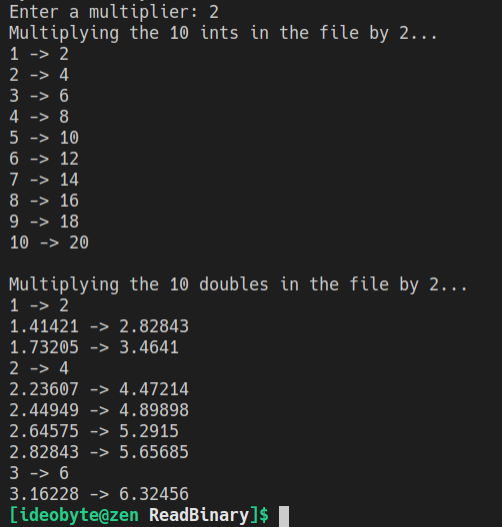 Enter a multiplier: 2
Multiplying the 10 ints in the file by 2...
1 -> 2
2 -> 4
3 -> 6
4 -> 8
5 -> 10
6 -> 12
7 -> 14
8 -> 16
9 -> 18
10 -> 20

Multiplying the 10 doubles in the file by 2...
1 -> 2
1.41421 -> 2.82843
1.73205 -> 3.4641
2 -> 4
2.23607 -> 4.47214
2.44949 -> 4.89898
2.64575 -> 5.2915
2.82843 -> 5.65685
3 -> 6
3.16228 -> 6.32456
[ideobyte@zen ReadBinary]$